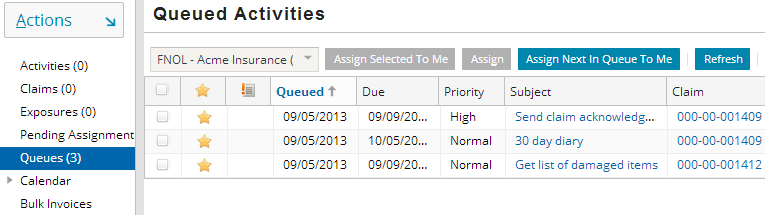 Actions
Activities (0)
Claims (0)
Exposures (0)
Pending Assignment
Queues (3)
Calendar
Bulk Invoices
Queued Activities
FNOL - Acme Insurance ( Assign Selected To Me Assign Assign Next In Queue To Me Refresh
Queued Due Priority Subject Claim
09/05/2013 09/09/20... High Send claim acknowledg... 000-00-001409
09/05/2013 10/05/20... Normal 30 day diary 000-00-001409
09/05/2013 09/09/20... Normal Get list of damaged items 000-00-001412